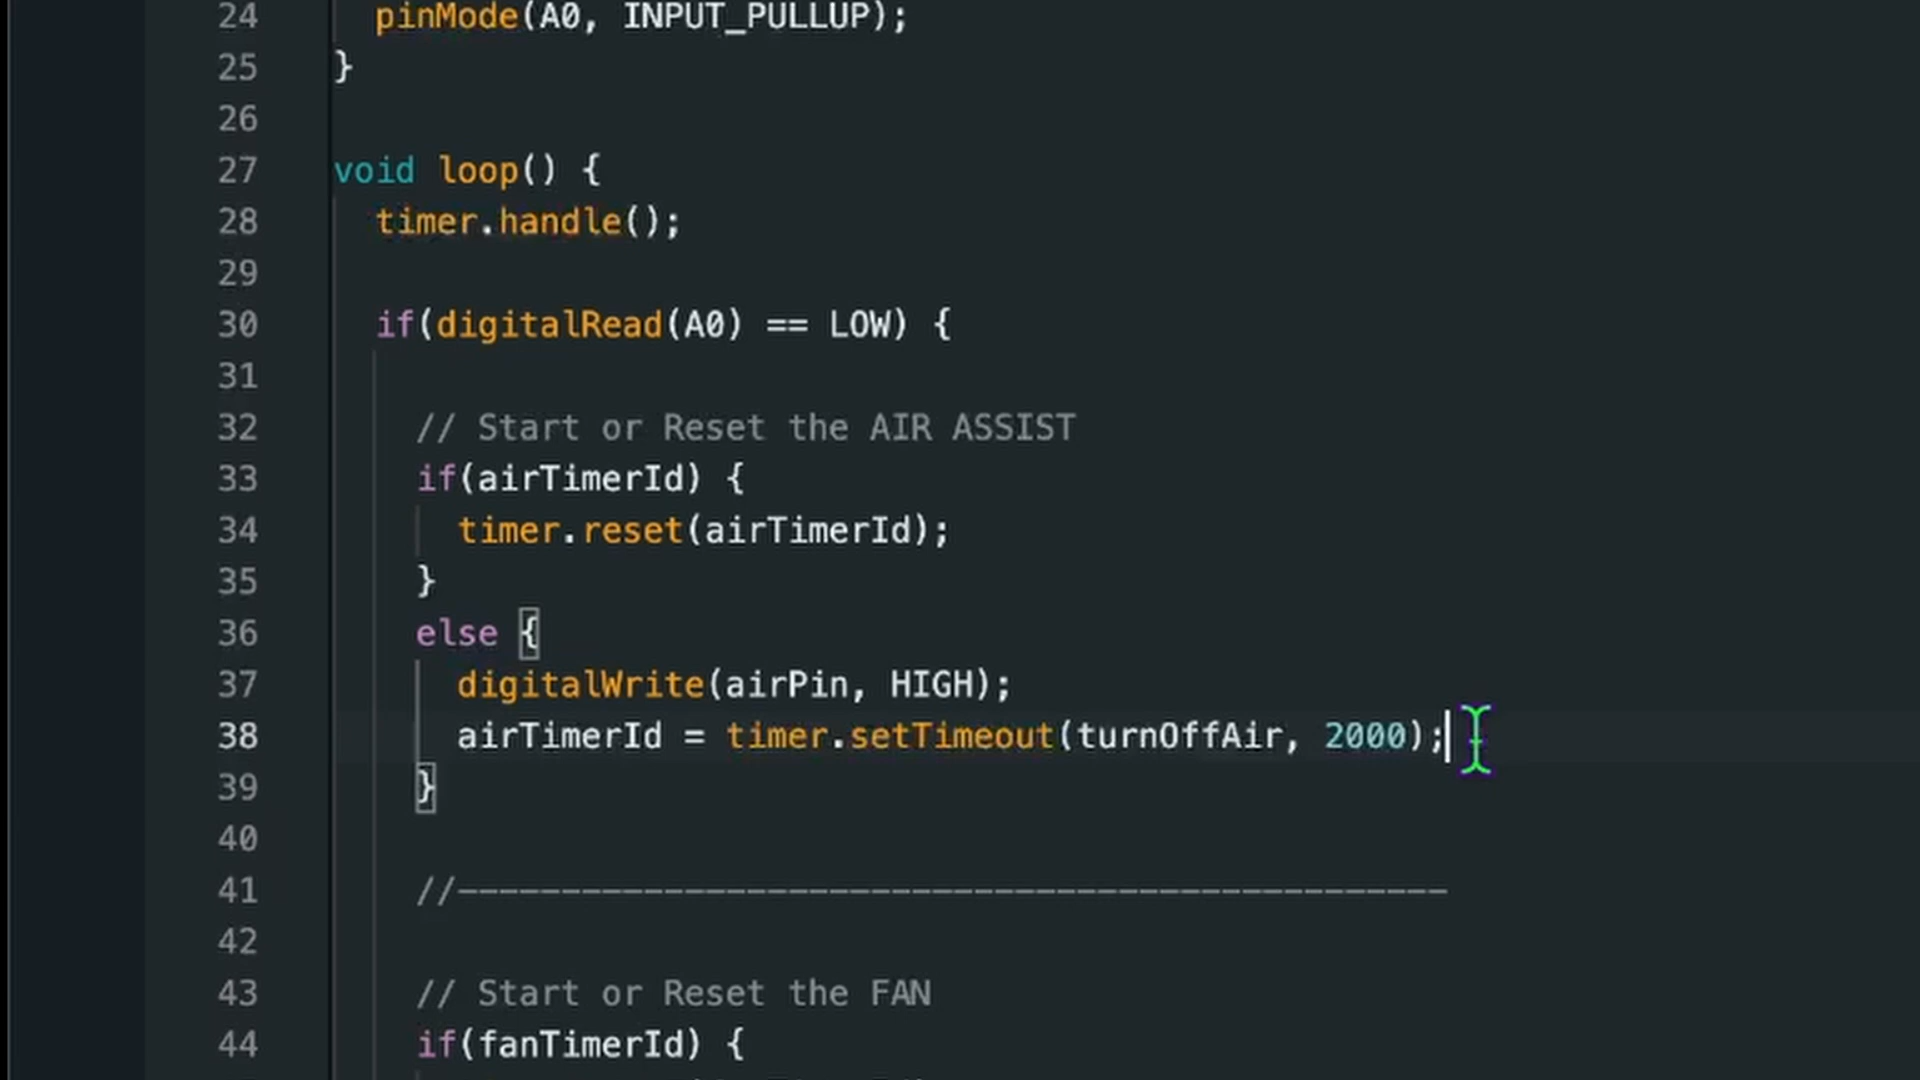 24 pinMode(A0, INPUT_PULLUP);
25 }
26
27 void loop() {
28 timer.handle();
29
30 if(digitalRead(A0) == LOW) {
31
32 // Start or Reset the AIR ASSIST
33 if(airTimerId) {
34 timer.reset(airTimerId);
35 }
36 else {
37 digitalWrite(airPin, HIGH);
38 airTimerId = timer.setTimeout(turnOffAir, 2000);
39 }
40
41 //------------------------------------------------
42
43 // Start or Reset the FAN
44 if(fanTimerId) {